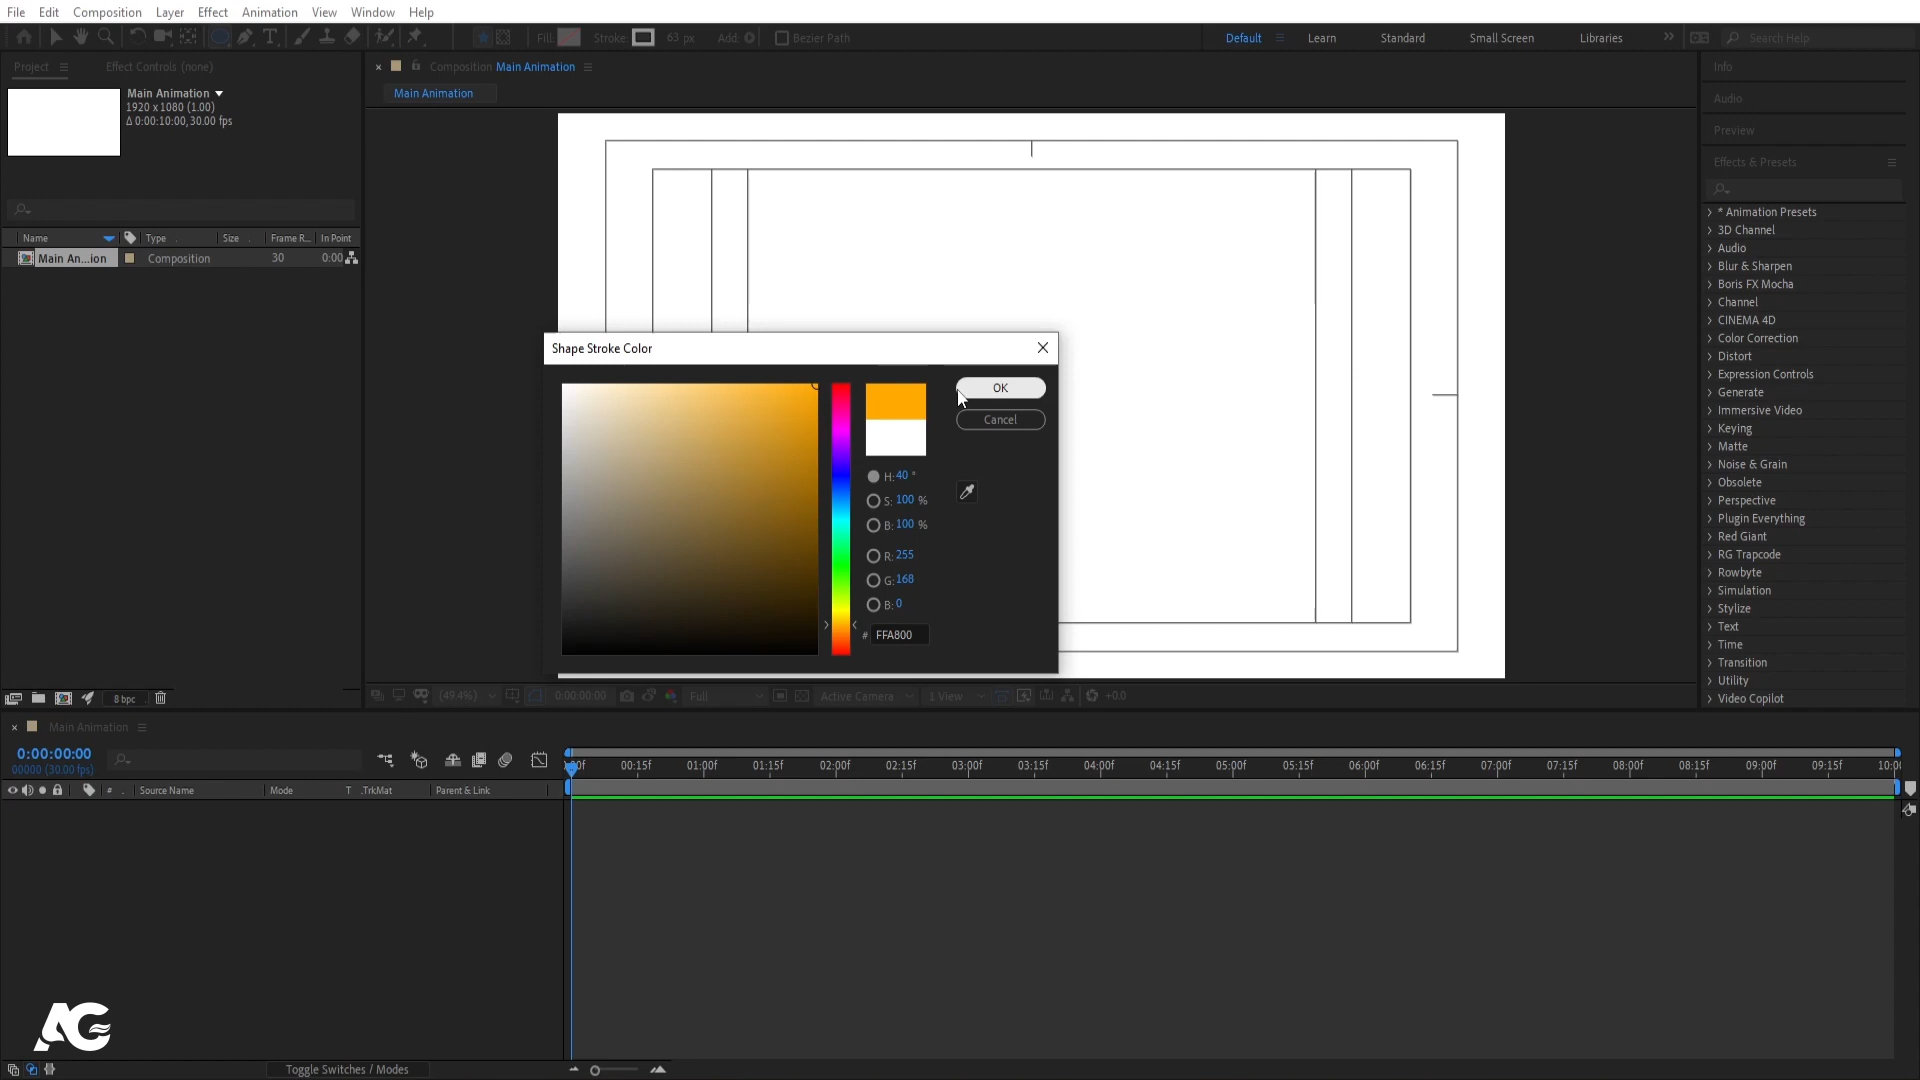 File Edit Composition Layer Effect Animation View Window Help
Fill: Stroke: 63 px Add: Bezier Path Default Learn Standard Small Screen Libraries Search Help
Project Effect Controls (none)
Composition Main Animation
Main Animation
Main Animation
1920 x 1080 (1.00)
Δ 0:00:10:00, 30.00 fps
Name Type Size Frame R... In Point
Main An...ion Composition 30 0:00
8 bpc
Shape Stroke Color
OK
Cancel
H: 40 °
S: 100 %
B: 100 %
R: 255
G: 168
B: 0
# FFA800
(49.4%) 0:00:00:00 Full Active Camera 1 View +0.0
Info
Audio
Preview
Effects & Presets
* Animation Presets
3D Channel
Audio
Blur & Sharpen
Boris FX Mocha
Channel
CINEMA 4D
Color Correction
Distort
Expression Controls
Generate
Immersive Video
Keying
Matte
Noise & Grain
Obsolete
Perspective
Plugin Everything
Red Giant
RG Trapcode
Rowbyte
Simulation
Stylize
Text
Time
Transition
Utility
Video Copilot
Main Animation
0:00:00:00
00000 (30.00 fps)
# Source Name Mode T .TrkMat Parent & Link
00:15f 01:00f 01:15f 02:00f 02:15f 03:00f 03:15f 04:00f 04:15f 05:00f 05:15f 06:00f 06:15f 07:00f 07:15f 08:00f 08:15f 09:00f 09:15f 10:0
AG
Toggle Switches / Modes